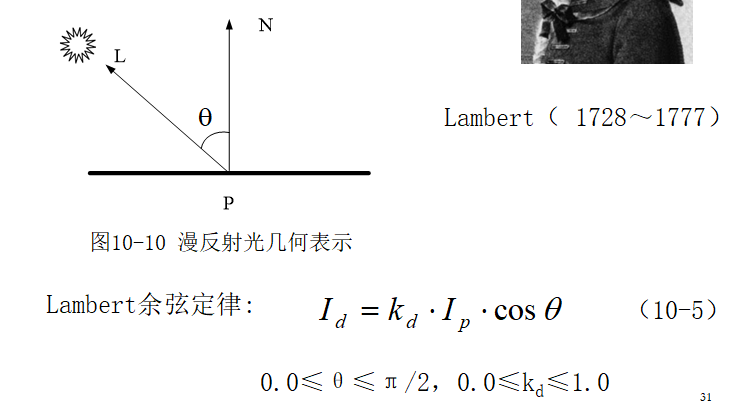 N
L
θ
Lambert（ 1728～1777）
P
图10-10 漫反射光几何表示
Lambert余弦定律: I_d = k_d · I_p · cos θ （10-5）
0.0≤θ≤π/2, 0.0≤k_d≤1.0
31